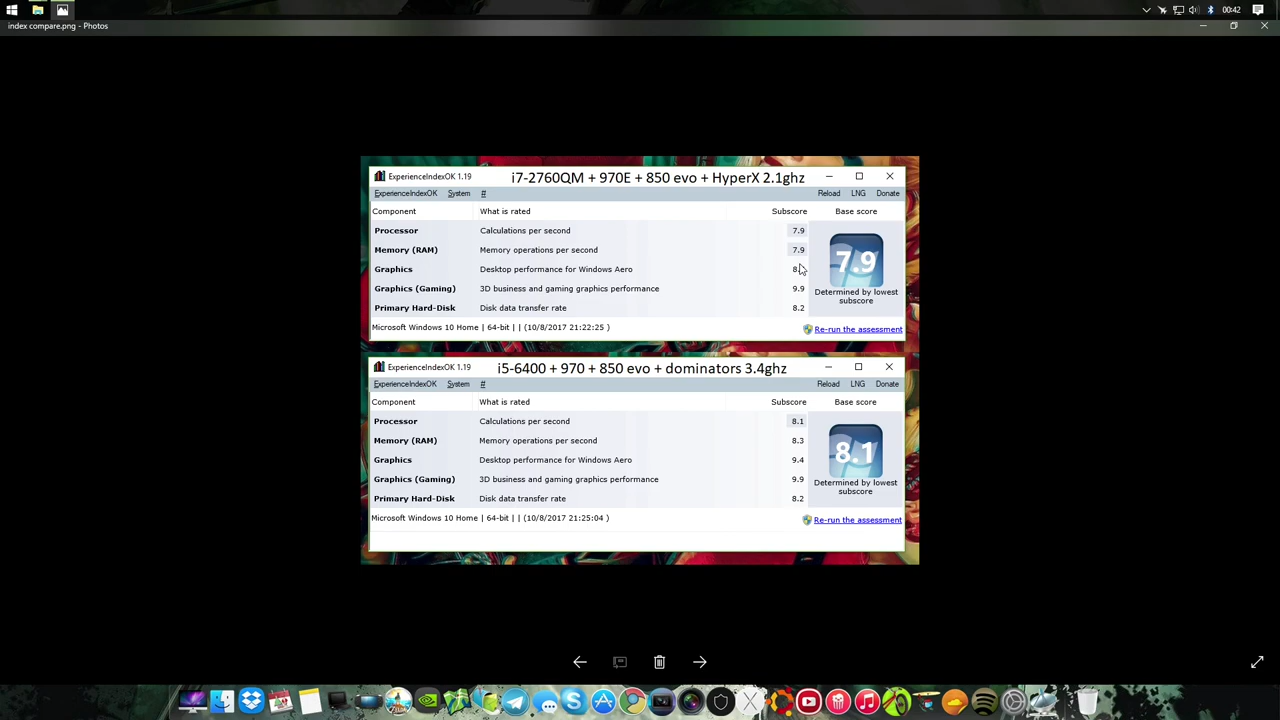 00:42
index compare.png - Photos
ExperienceIndexOK 1.19
i7-2760QM + 970E + 850 evo + HyperX 2.1ghz
ExperienceIndexOK System # Reload LNG Donate
Component What is rated Subscore Base score
Processor Calculations per second 7.9
Memory (RAM) Memory operations per second 7.9
Graphics Desktop performance for Windows Aero
Graphics (Gaming) 3D business and gaming graphics performance 9.9
Primary Hard-Disk Disk data transfer rate 8.2
7.9
Determined by lowest
subscore
Microsoft Windows 10 Home | 64-bit | | (10/8/2017 21:22:25 )
Re-run the assessment
ExperienceIndexOK 1.19
i5-6400 + 970 + 850 evo + dominators 3.4ghz
ExperienceIndexOK System # Reload LNG Donate
Component What is rated Subscore Base score
Processor Calculations per second 8.1
Memory (RAM) Memory operations per second 8.3
Graphics Desktop performance for Windows Aero 9.4
Graphics (Gaming) 3D business and gaming graphics performance 9.9
Primary Hard-Disk Disk data transfer rate 8.2
8.1
Determined by lowest
subscore
Microsoft Windows 10 Home | 64-bit | | (10/8/2017 21:25:04 )
Re-run the assessment